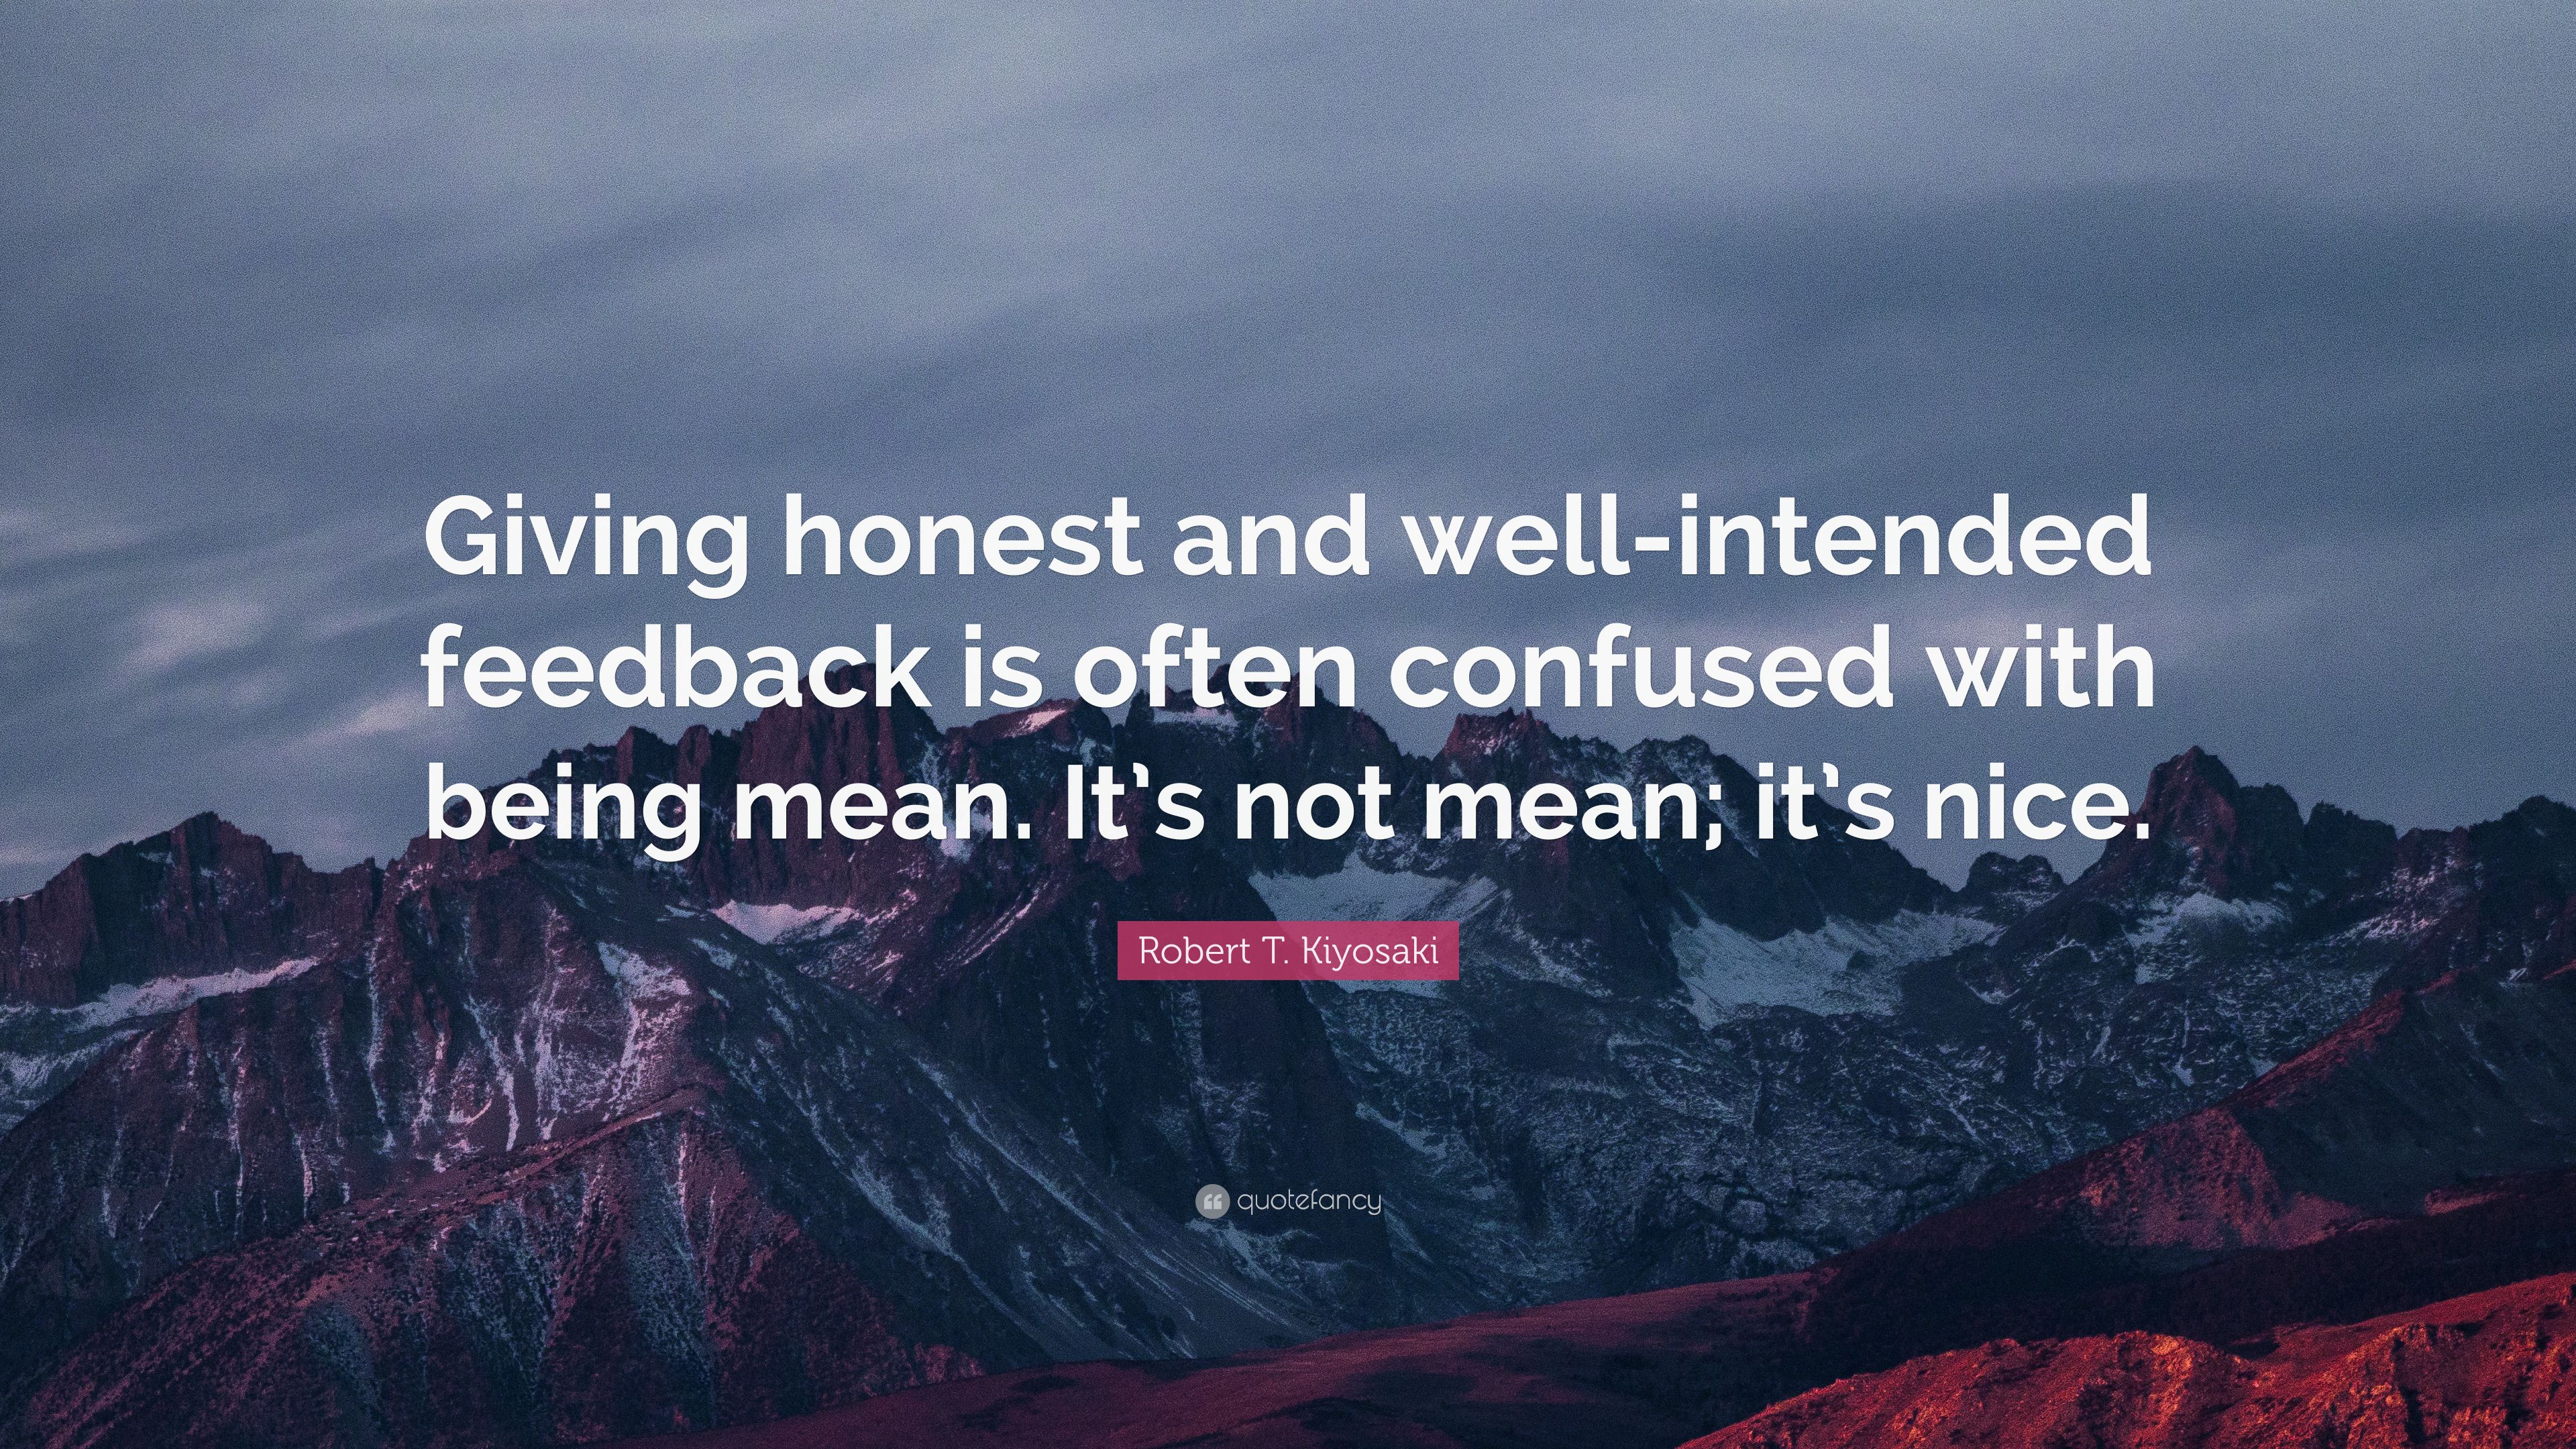 Giving honest and well-intended
feedback is often confused with
being mean. It’s not mean; it’s nice.
Robert T. Kiyosaki
quotefancy